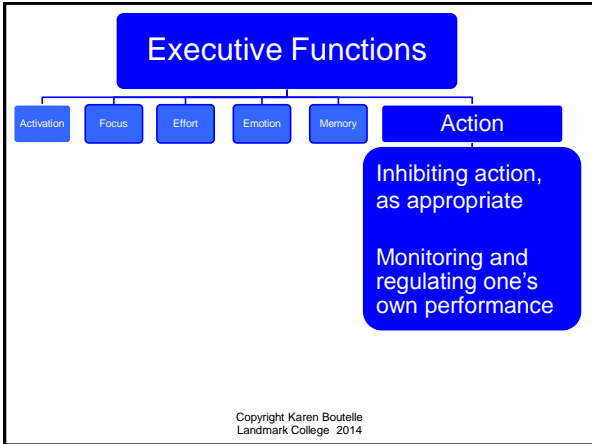 Executive Functions
Activation
Focus
Effort
Emotion
Memory
Action
Inhibiting action,
as appropriate
Monitoring and
regulating one’s
own performance
Copyright Karen Boutelle
Landmark College 2014